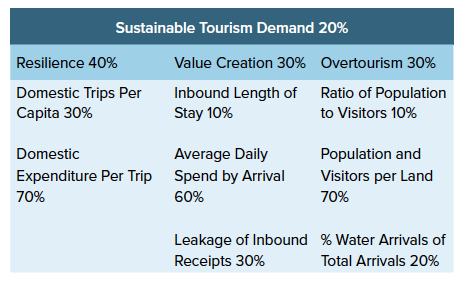 Sustainable Tourism Demand 20%
Resilience 40%
Value Creation 30%
Overtourism 30%
Domestic Trips Per
Capita 30%
Inbound Length of
Stay 10%
Ratio of Population
to Visitors 10%
Domestic
Expenditure Per Trip
70%
Average Daily
Spend by Arrival
60%
Population and
Visitors per Land
70%
Leakage of Inbound
Receipts 30%
% Water Arrivals of
Total Arrivals 20%